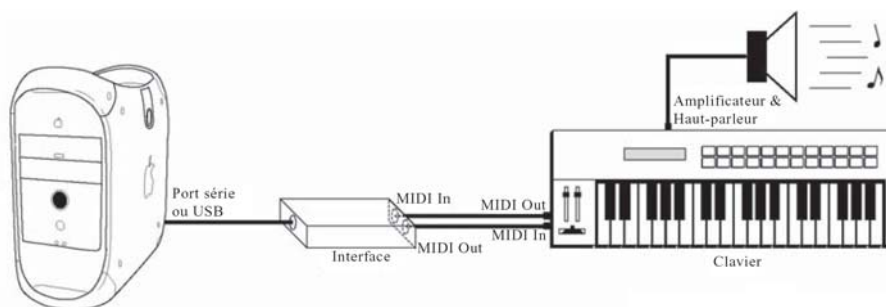 Amplificateur &
Haut-parleur
Port série
ou USB
MIDI In
MIDI Out
MIDI Out
MIDI In
Interface
Clavier